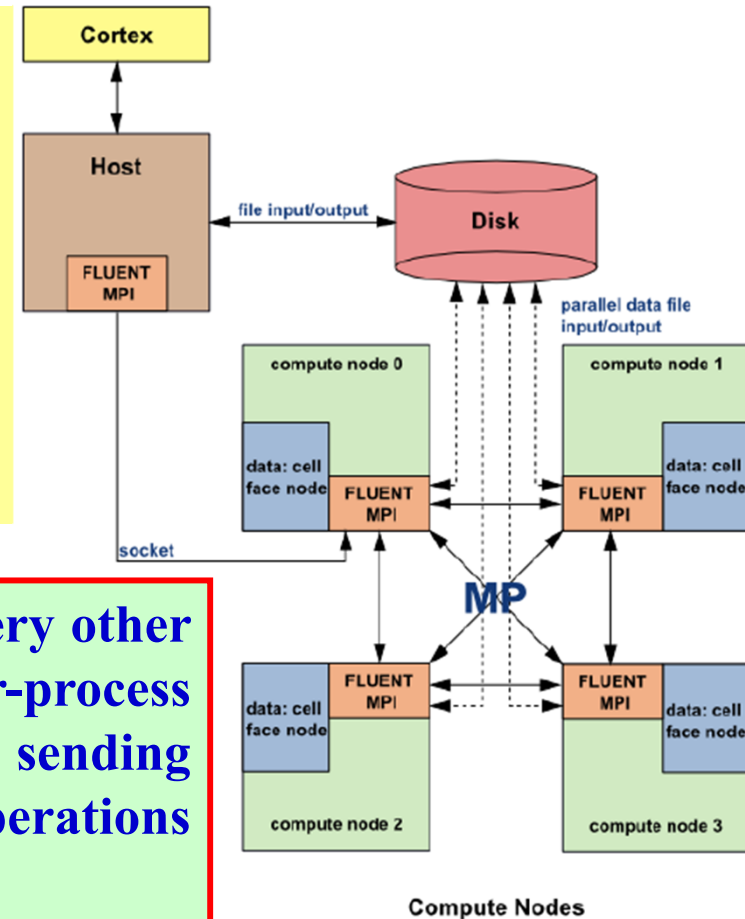 Cortex
Host
FLUENT
MPI
file input/output
Disk
parallel data file
input/output
compute node 0
data: cell
face node
FLUENT
MPI
compute node 1
FLUENT
MPI
data: cell
face node
socket
MP
ery other
r-process
sending
perations
data: cell
face node
FLUENT
MPI
compute node 2
FLUENT
MPI
data: cell
face node
compute node 3
Compute Nodes